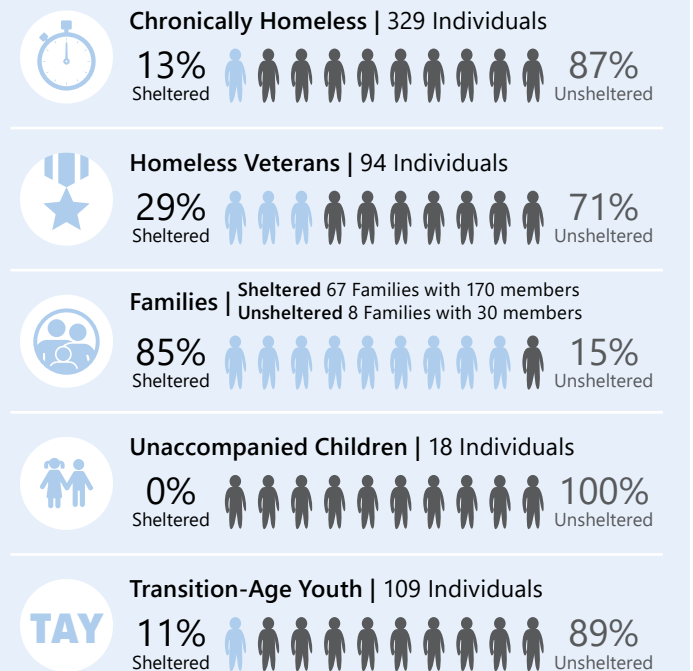 Chronically Homeless | 329 Individuals
13% 87%
Sheltered Unsheltered
Homeless Veterans | 94 Individuals
29% 71%
Sheltered Unsheltered
Families | Sheltered 67 Families with 170 members
Unsheltered 8 Families with 30 members
85% 15%
Sheltered Unsheltered
Unaccompanied Children | 18 Individuals
0% 100%
Sheltered Unsheltered
Transition-Age Youth | 109 Individuals
TAY 11% 89%
Sheltered Unsheltered